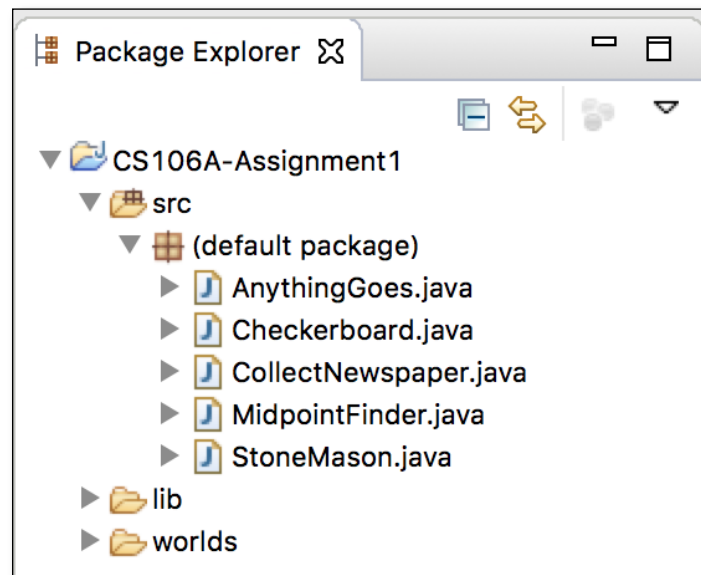 Package Explorer
CS106A-Assignment1
src
(default package)
AnythingGoes.java
Checkerboard.java
CollectNewspaper.java
MidpointFinder.java
StoneMason.java
lib
worlds